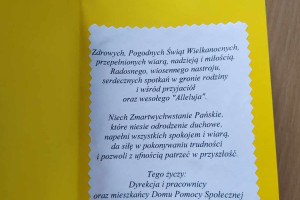 Zdrowych, Pogodnych Świąt Wielkanocnych,
przepełnionych wiarą, nadzieją i miłością.
Radosnego, wiosennego nastroju,
serdecznych spotkań w gronie rodziny
i wśród przyjaciół
oraz wesołego "Alleluja".
Niech Zmartwychwstanie Pańskie,
które niesie odrodzenie duchowe,
napełni wszystkich spokojem i wiarą,
da siłę w pokonywaniu trudności
i pozwoli z ufnością patrzeć w przyszłość.
Tego życzy:
Dyrekcja i pracownicy
oraz mieszkańcy Domu Pomocy Społecznej